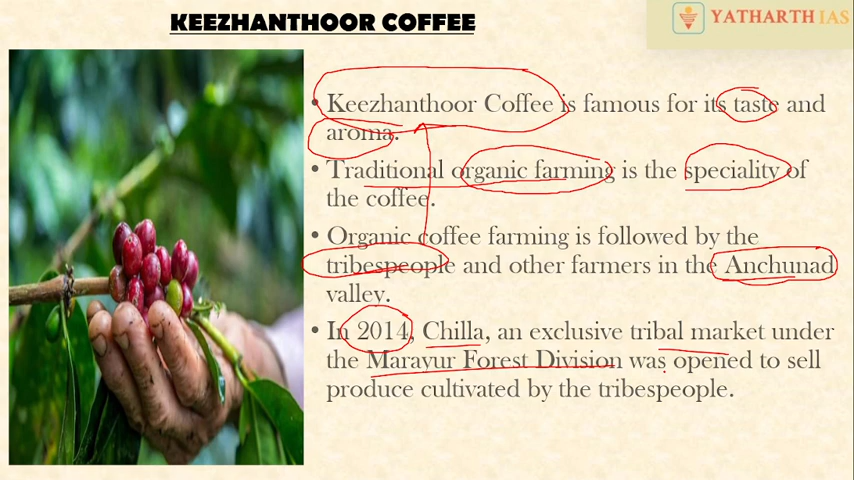 KEEZHANTHOOR COFFEE
YATHARTH IAS
• Keezhanthoor Coffee is famous for its taste and
aroma.
• Traditional organic farming is the speciality of
the coffee.
• Organic coffee farming is followed by the
tribespeople and other farmers in the Anchunad
valley.
• In 2014, Chilla, an exclusive tribal market under
the Marayur Forest Division was opened to sell
produce cultivated by the tribespeople.